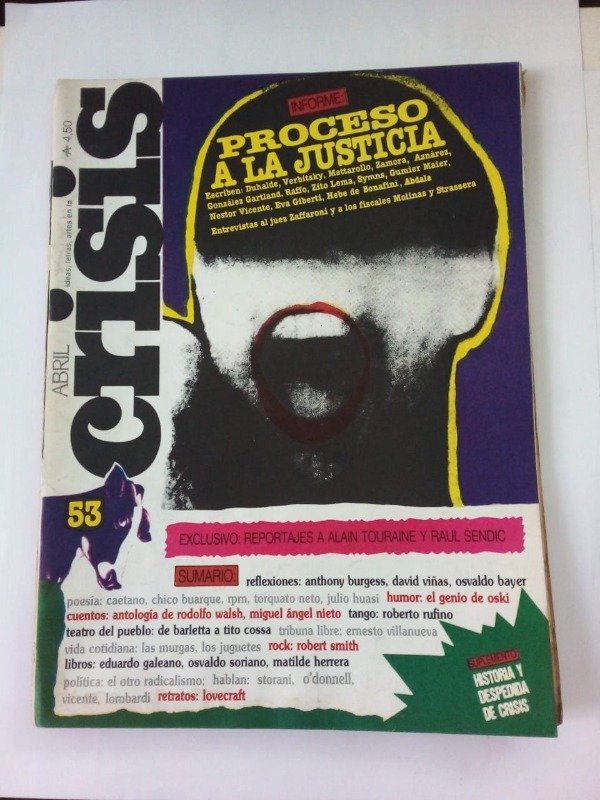 crisis
ideas, letras, artes en la
₳ 4,50
ABRIL
53
INFORME:
PROCESO
A LA JUSTICIA
Escriben: Duhalde, Verbitsky, Mattarollo, Zamora, Aznárez,
González Gartland, Raffo, Zito Lema, Symns, Gumier Maier,
Nestor Vicente, Eva Giberti, Hebe de Bonafini, Abdala
Entrevistas al juez Zaffaroni y a los fiscales Molinas y Strassera
EXCLUSIVO: REPORTAJES A ALAIN TOURAINE Y RAUL SENDIC
SUMARIO: reflexiones: anthony burgess, david viñas, osvaldo bayer
poesía: caetano, chico buarque, rpm, torquato neto, julio huasi humor: el genio de oski
cuentos: antología de rodolfo walsh, miguel ángel nieto tango: roberto rufino
teatro del pueblo: de barletta a tito cossa tribuna libre: ernesto villanueva
vida cotidiana: las murgas, los juguetes rock: robert smith
libros: eduardo galeano, osvaldo soriano, matilde herrera
política: el otro radicalismo; hablan: storani, o'donnell,
vicente, lombardi retratos: lovecraft
SUPLEMENTO:
HISTORIA Y
DESPEDIDA
DE CRISIS